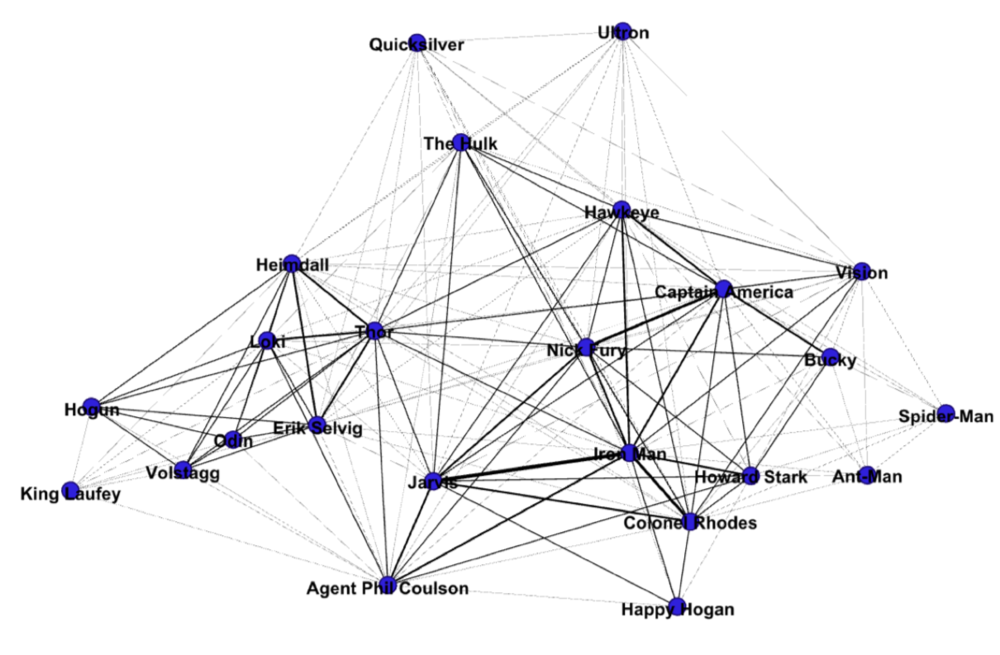 Ultron
Quicksilver
The Hulk
Hawkeye
Heimdall
Vision
Captain America
Thor
Loki
Nick Fury
Bucky
Hogun
Spider-Man
Erik Selvig
Odin
Iron Man
Volstagg
Howard Stark
Ant-Man
Jarvis
King Laufey
Colonel Rhodes
Agent Phil Coulson
Happy Hogan